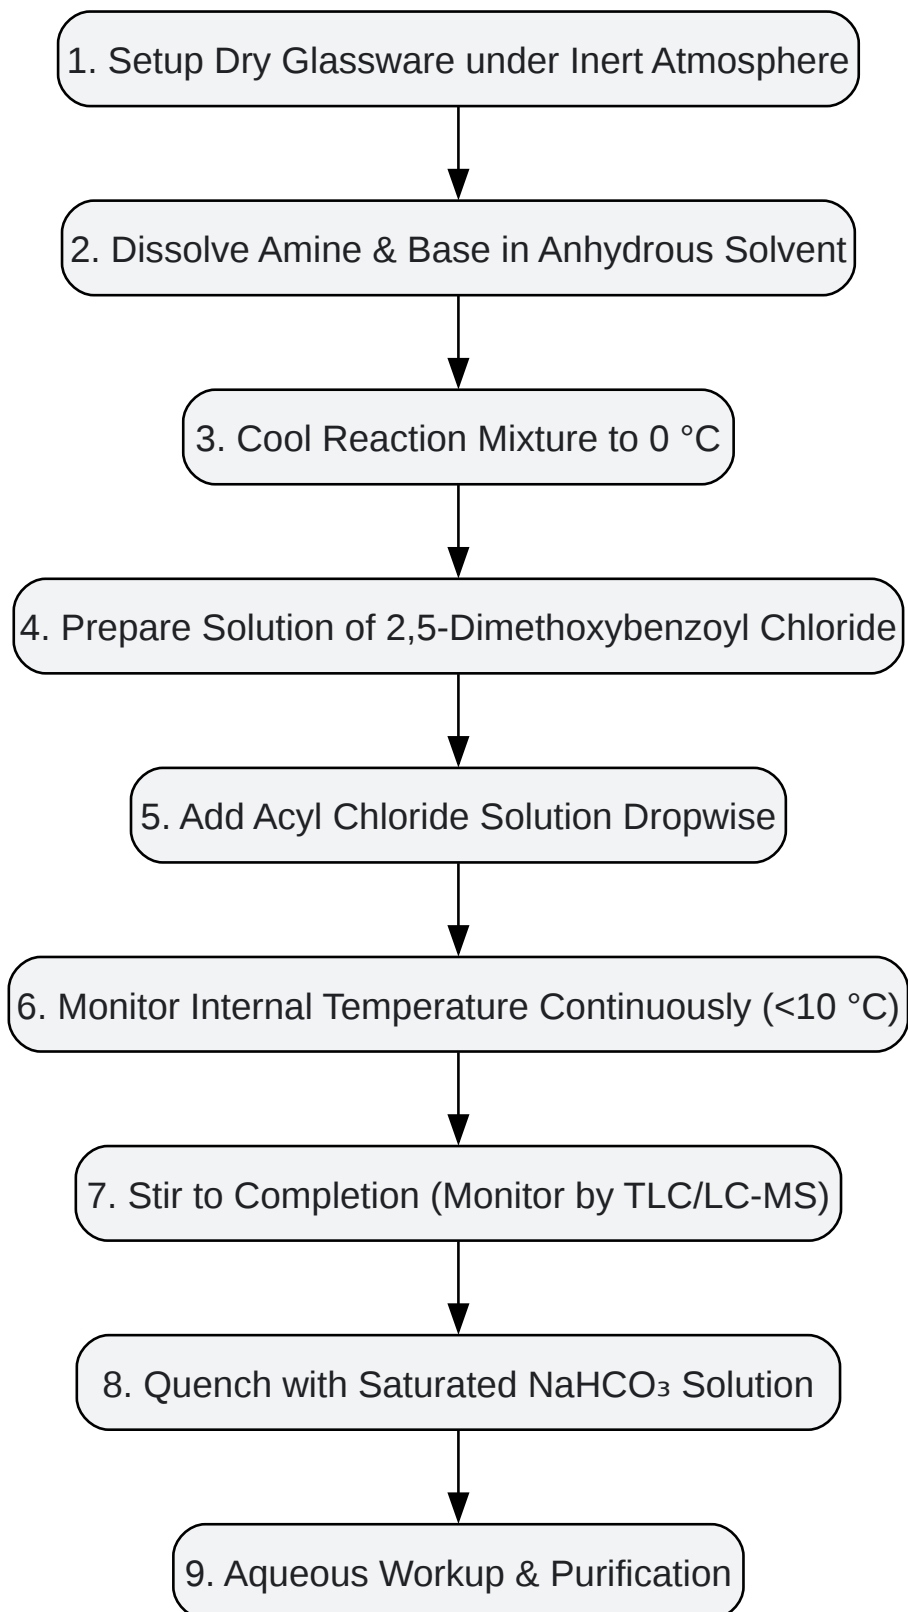 1. Setup Dry Glassware under Inert Atmosphere
2. Dissolve Amine & Base in Anhydrous Solvent
3. Cool Reaction Mixture to 0 °C
4. Prepare Solution of 2,5-Dimethoxybenzoyl Chloride
5. Add Acyl Chloride Solution Dropwise
6. Monitor Internal Temperature Continuously (<10 °C)
7. Stir to Completion (Monitor by TLC/LC-MS)
8. Quench with Saturated NaHCO₃ Solution
9. Aqueous Workup & Purification